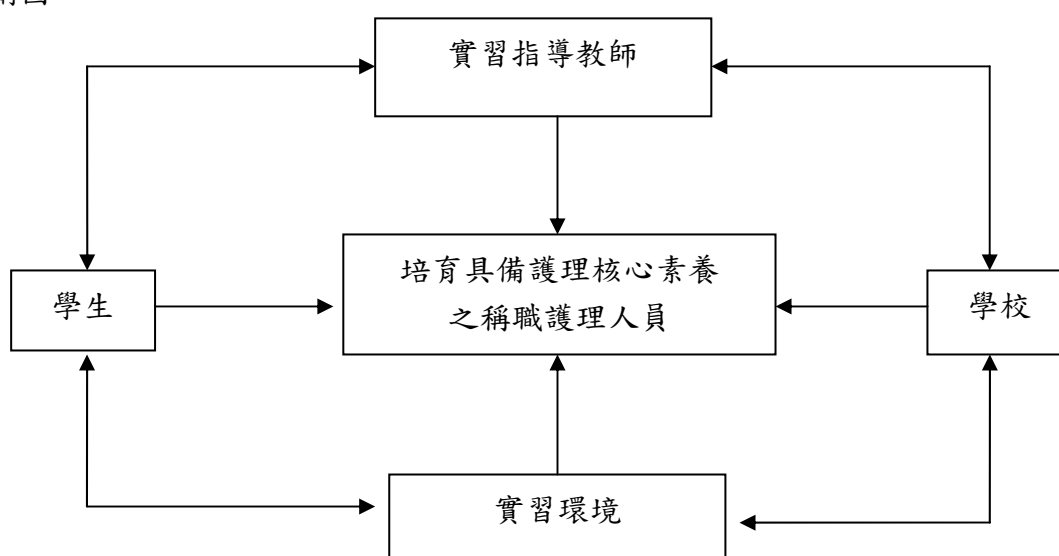 實習指導教師
培育具備護理核心素養
之稱職護理人員
學生
學校
實習環境